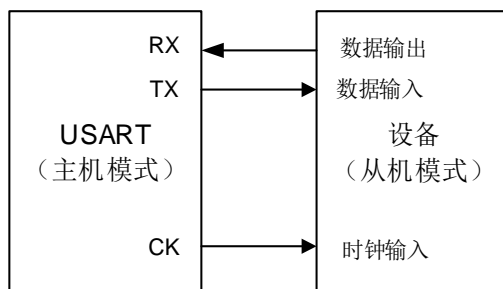 RX
数据输出
TX
数据输入
USART
（主机模式）
设备
（从机模式）
CK
时钟输入